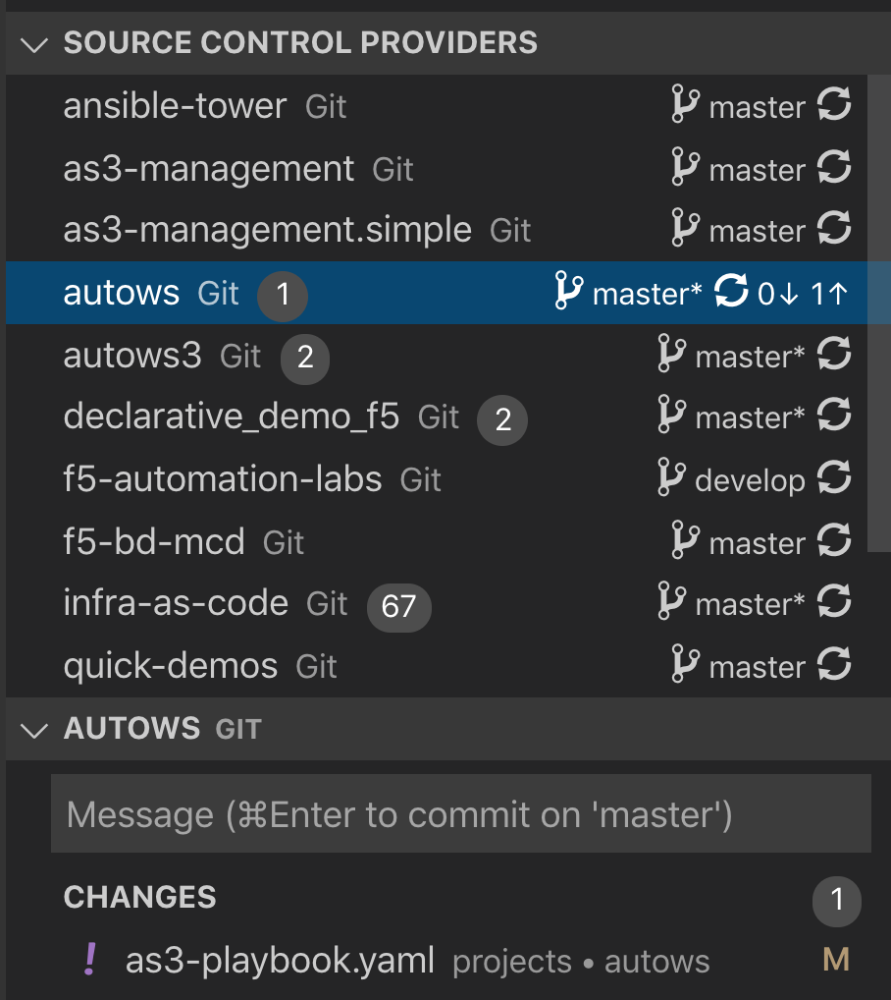 SOURCE CONTROL PROVIDERS
ansible-tower Git master
as3-management Git master
as3-management.simple Git master
autows Git 1 master* 0↓ 1↑
autows3 Git 2 master*
declarative_demo_f5 Git 2 master*
f5-automation-labs Git develop
f5-bd-mcd Git master
infra-as-code Git 67 master*
quick-demos Git master
AUTOWS GIT
Message (⌘Enter to commit on 'master')
CHANGES 1
! as3-playbook.yaml projects • autows M